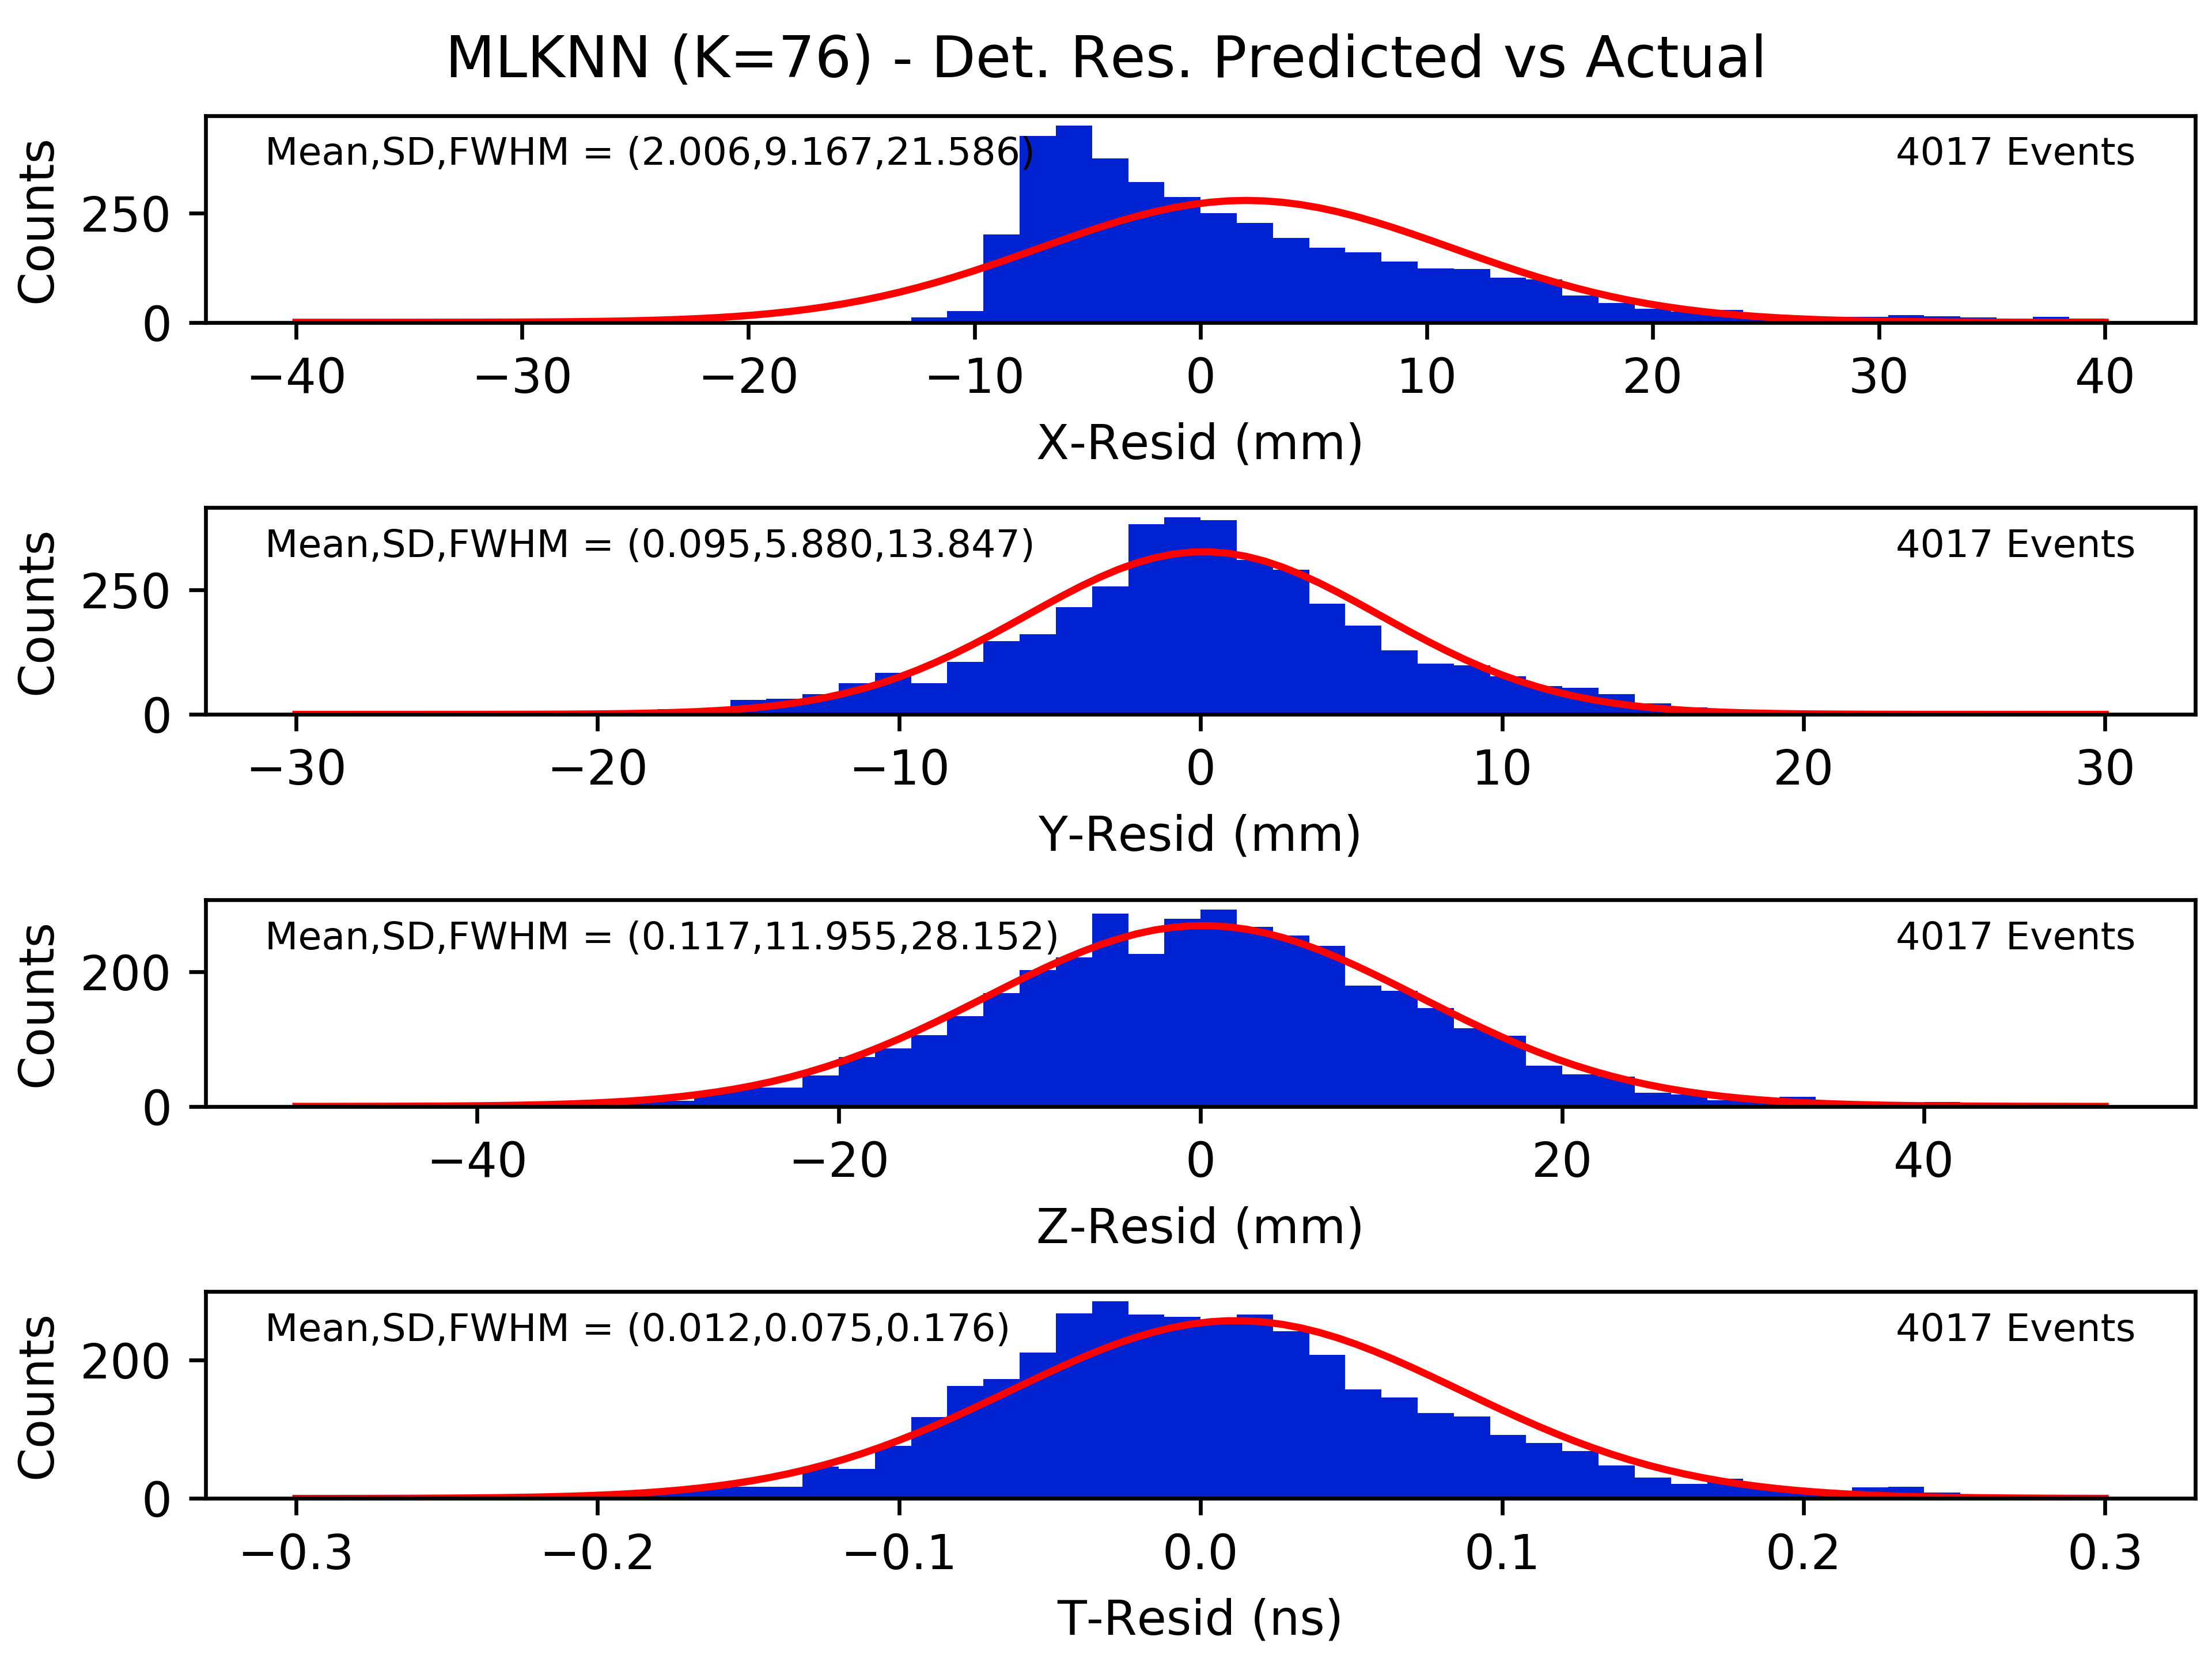 MLKNN (K=76) - Det. Res. Predicted vs Actual
Mean,SD,FWHM = (2.006,9.167,21.586)
4017 Events
Counts
250
0
−40 −30 −20 −10 0 10 20 30 40
X-Resid (mm)
Mean,SD,FWHM = (0.095,5.880,13.847)
4017 Events
Counts
250
0
−30 −20 −10 0 10 20 30
Y-Resid (mm)
Mean,SD,FWHM = (0.117,11.955,28.152)
4017 Events
Counts
200
0
−40 −20 0 20 40
Z-Resid (mm)
Mean,SD,FWHM = (0.012,0.075,0.176)
4017 Events
Counts
200
0
−0.3 −0.2 −0.1 0.0 0.1 0.2 0.3
T-Resid (ns)